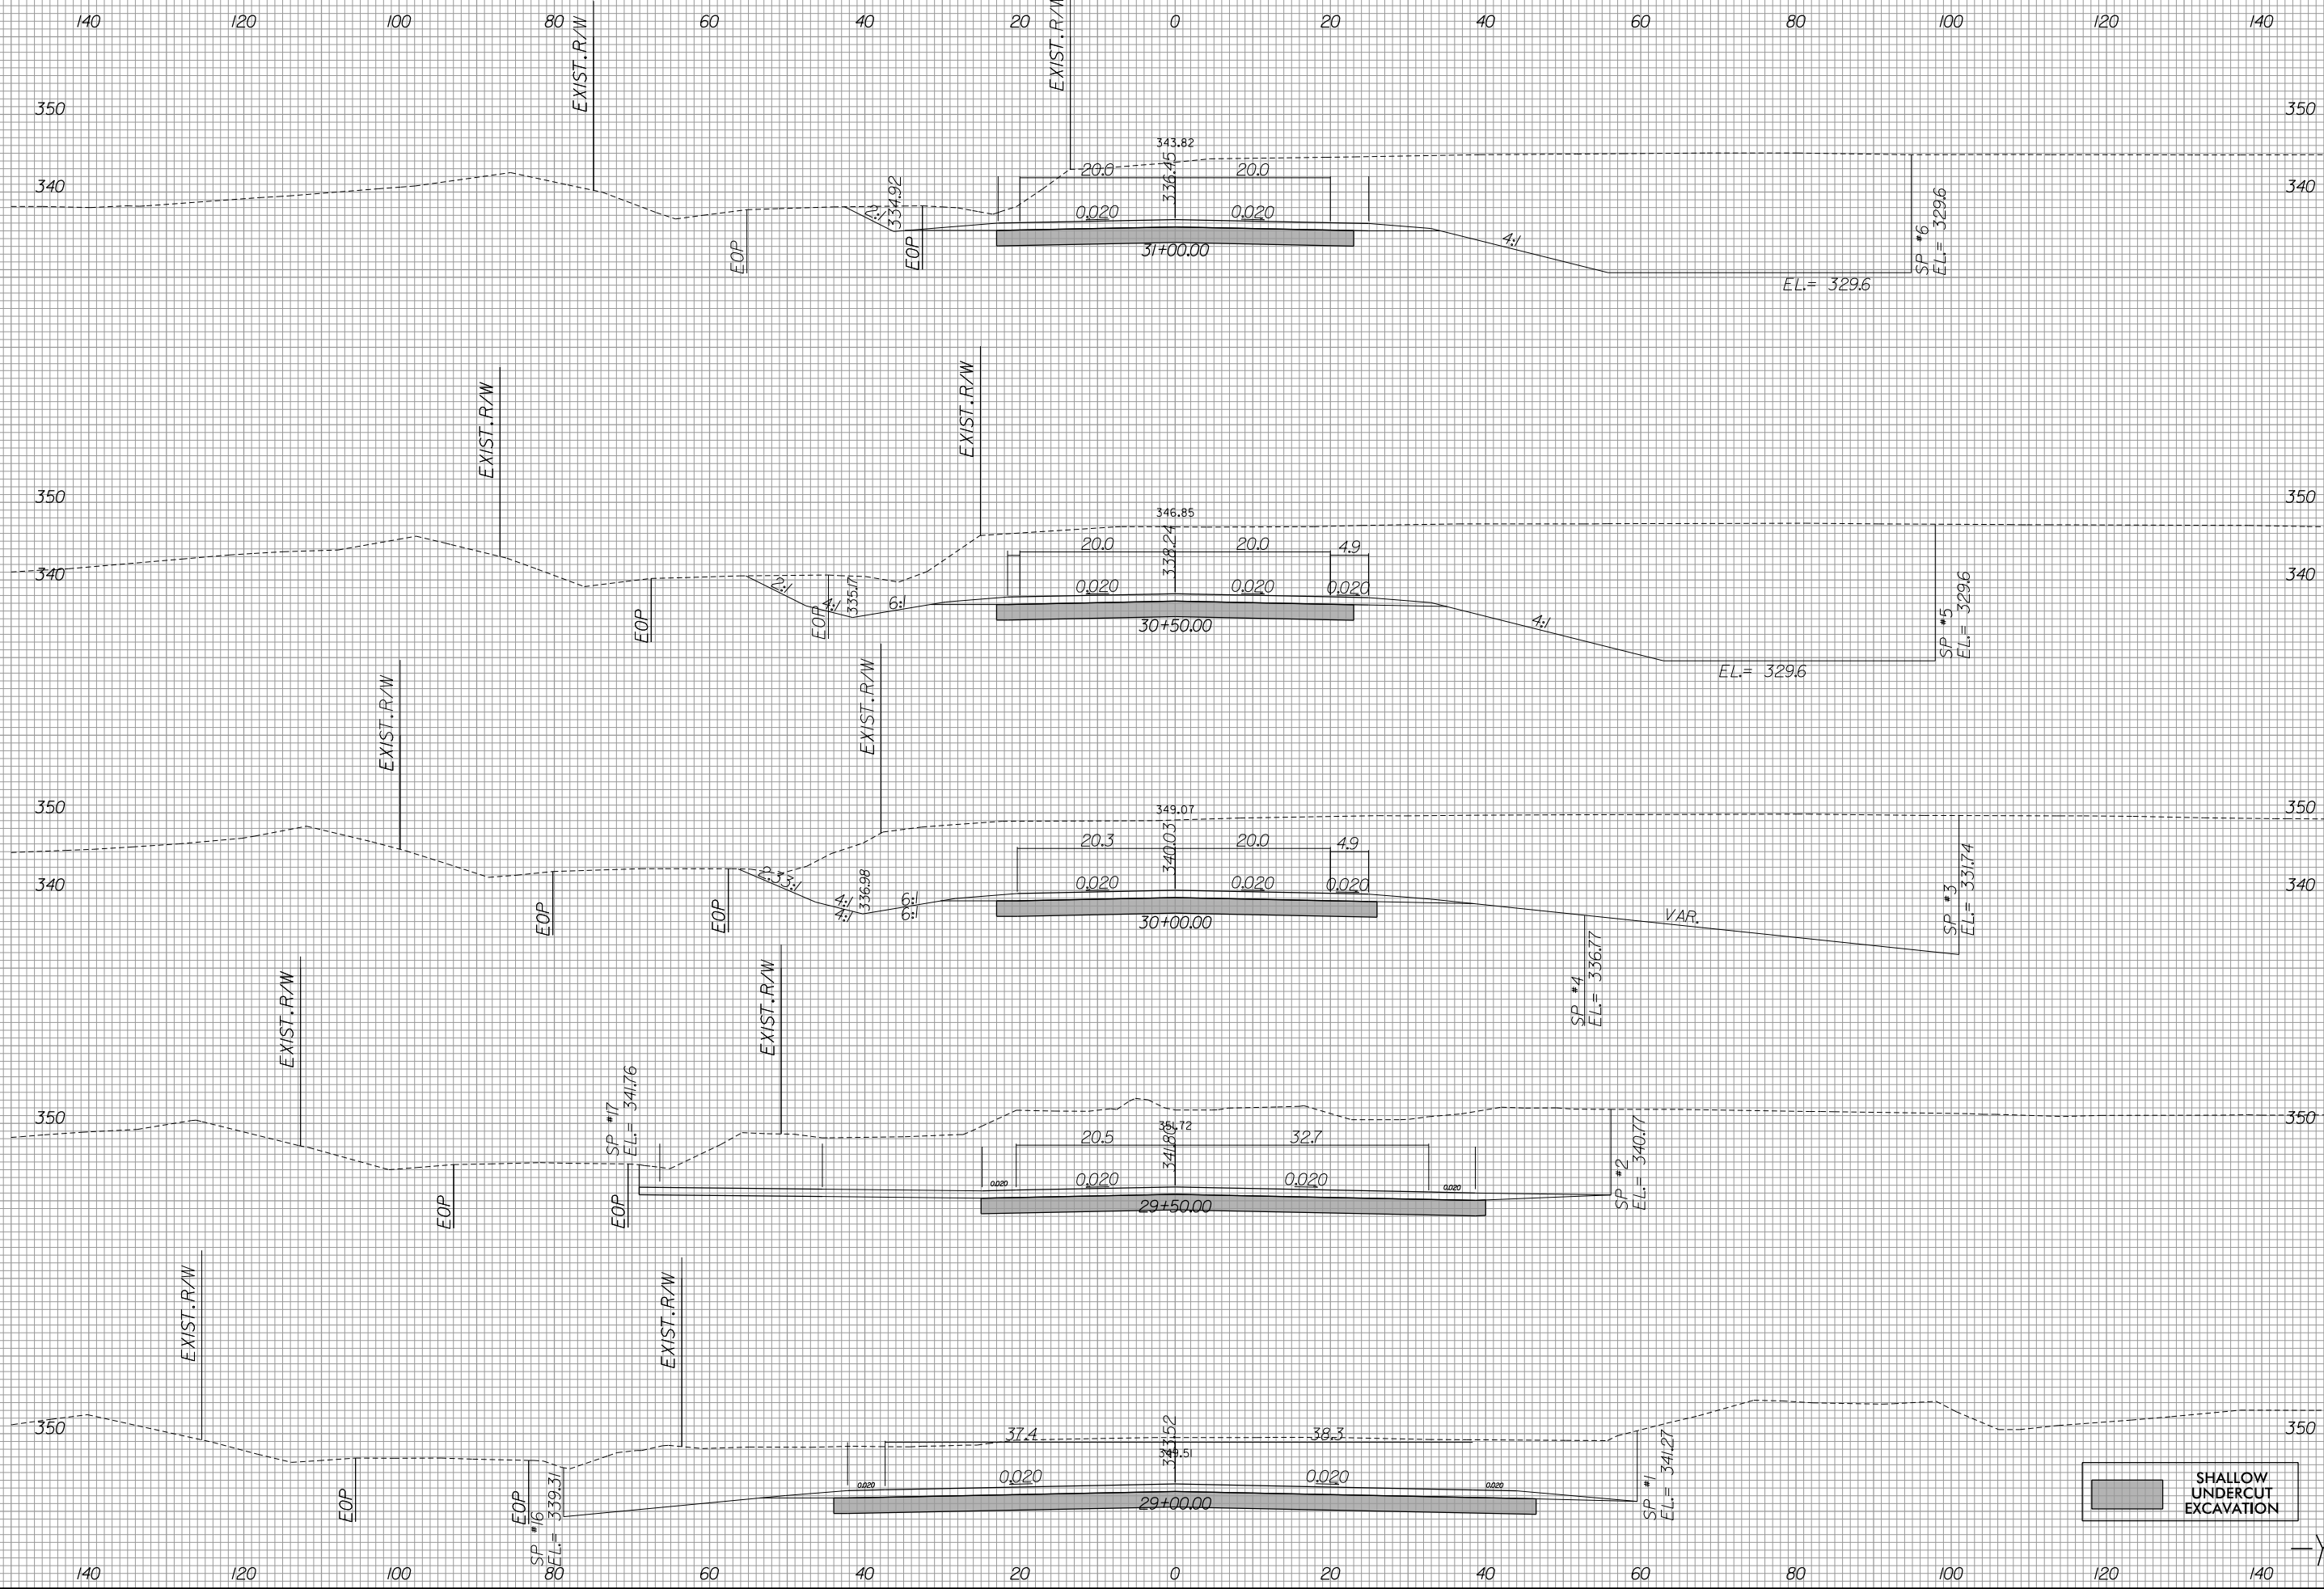 140 120 100 80 60 40 20 0 20 40 60 80 100 120 140
EXIST. R/W
EXIST. R/W
350 350
343.82
336.45
20.0 20.0
340 340
334.92
2:1
0.020 0.020
EOP
EOP
31+00.00
4:1
SP #6
EL.= 329.6
EL.= 329.6
EXIST. R/W
EXIST. R/W
350 350
346.85
338.24
20.0 20.0 4.9
340 340
2:1
4:1
335.17
6:1
0.020 0.020 0.020
EOP
EOP
30+50.00
4:1
SP #5
EL.= 329.6
EL.= 329.6
EXIST. R/W
EXIST. R/W
350 350
349.07
340.03
20.3 20.0 4.9
340 340
2.33:1
4:1
4:1
336.98
6:1
6:1
0.020 0.020 0.020
EOP
EOP
30+00.00
VAR.
SP #3
EL.= 331.74
SP #4
EL.= 336.77
EXIST. R/W
EXIST. R/W
350 350
SP #17
EL.= 341.76
351.72
341.80
20.5 32.7
0.020 0.020 0.020 0.020
EOP
EOP
29+50.00
SP #2
EL.= 340.77
EXIST. R/W
EXIST. R/W
350 350
343.52
37.4 38.3
349.51
0.020 0.020 0.020 0.020
EOP
EOP
SP #16
EL.= 339.31
29+00.00
SP #1
EL.= 341.27
SHALLOW
UNDERCUT
EXCAVATION
140 120 100 80 60 40 20 0 20 40 60 80 100 120 140